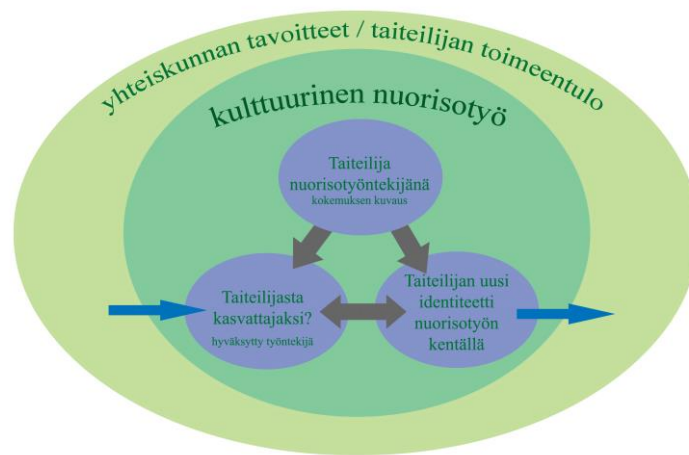 yhteiskunnan tavoitteet / taiteilijan toimeentulo
kulttuurinen nuorisotyö
Taiteilija
nuorisotyöntekijänä
kokemuksen kuvaus
Taiteilijasta
kasvattajaksi?
hyväksytty työntekijä
Taiteilijan uusi
identiteetti
nuorisotyön
kentällä